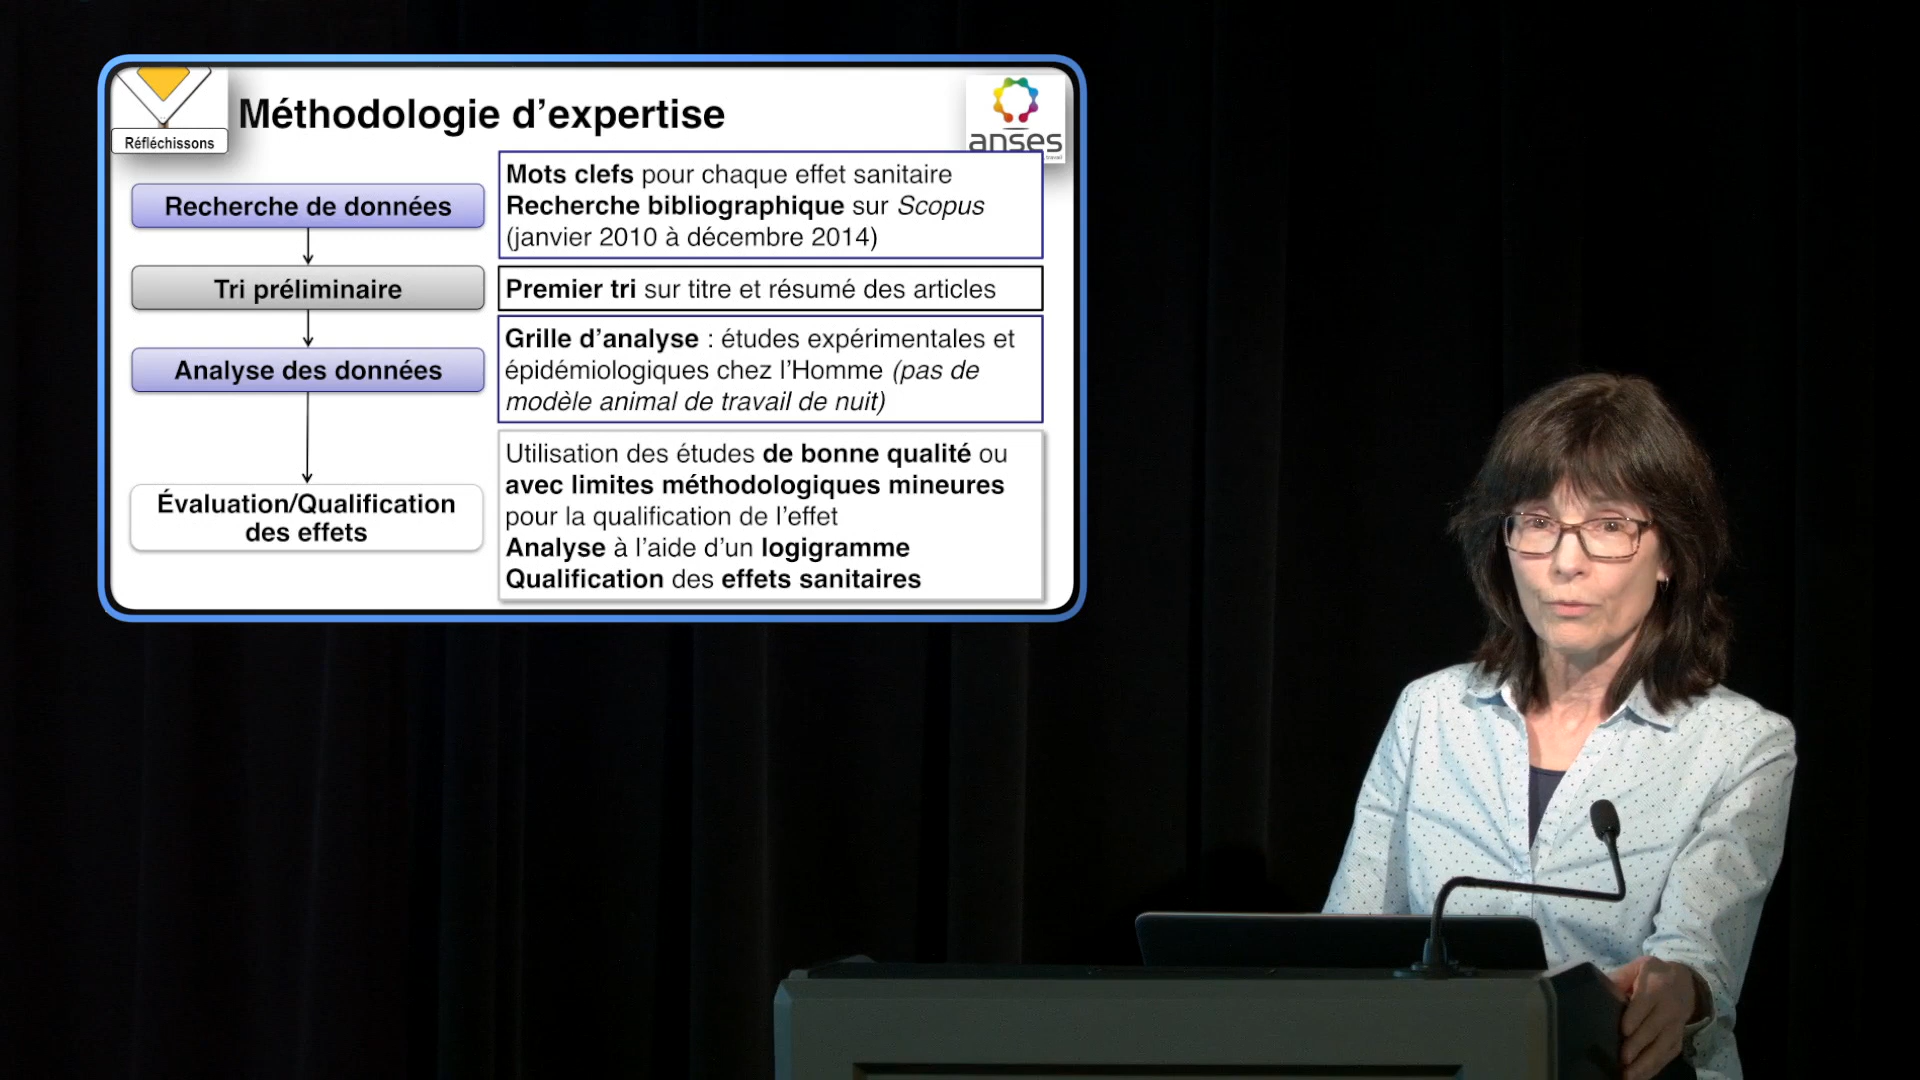 Réfléchissons
Méthodologie d’expertise
anses
travail
Recherche de données
Mots clefs pour chaque effet sanitaire
Recherche bibliographique sur Scopus
(janvier 2010 à décembre 2014)
Tri préliminaire
Premier tri sur titre et résumé des articles
Analyse des données
Grille d’analyse : études expérimentales et
épidémiologiques chez l’Homme (pas de
modèle animal de travail de nuit)
Évaluation/Qualification
des effets
Utilisation des études de bonne qualité ou
avec limites méthodologiques mineures
pour la qualification de l’effet
Analyse à l’aide d’un logigramme
Qualification des effets sanitaires